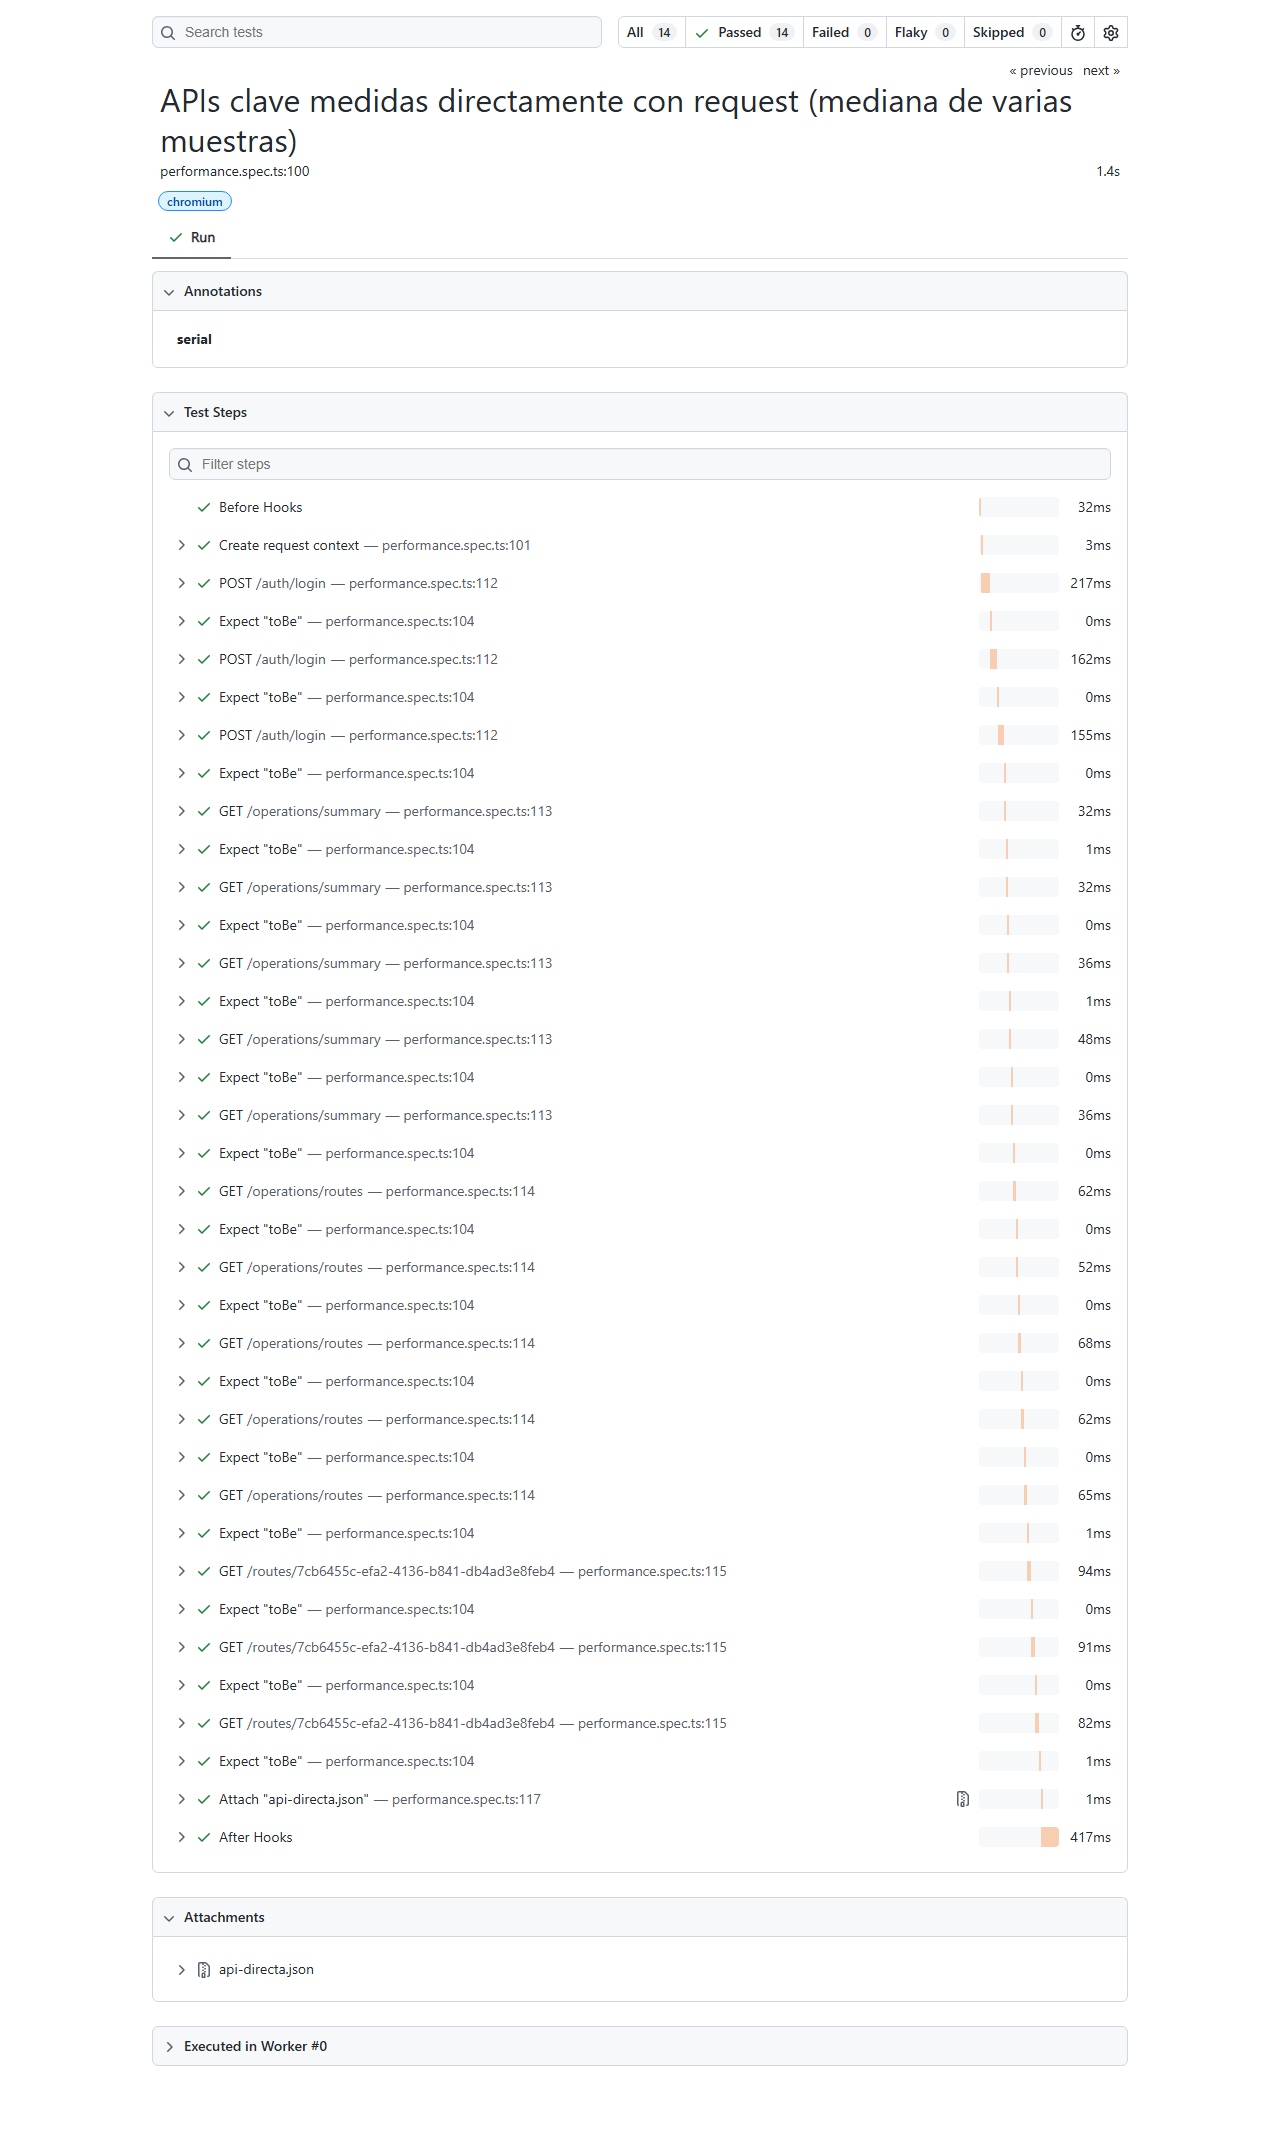 Search tests
All 14 Passed 14 Failed 0 Flaky 0 Skipped 0
« previous next »
APIs clave medidas directamente con request (mediana de varias
muestras)
performance.spec.ts:100 1.4s
chromium
Run
Annotations
serial
Test Steps
Filter steps
Before Hooks 32ms
Create request context — performance.spec.ts:101 3ms
POST /auth/login — performance.spec.ts:112 217ms
Expect "toBe" — performance.spec.ts:104 0ms
POST /auth/login — performance.spec.ts:112 162ms
Expect "toBe" — performance.spec.ts:104 0ms
POST /auth/login — performance.spec.ts:112 155ms
Expect "toBe" — performance.spec.ts:104 0ms
GET /operations/summary — performance.spec.ts:113 32ms
Expect "toBe" — performance.spec.ts:104 1ms
GET /operations/summary — performance.spec.ts:113 32ms
Expect "toBe" — performance.spec.ts:104 0ms
GET /operations/summary — performance.spec.ts:113 36ms
Expect "toBe" — performance.spec.ts:104 1ms
GET /operations/summary — performance.spec.ts:113 48ms
Expect "toBe" — performance.spec.ts:104 0ms
GET /operations/summary — performance.spec.ts:113 36ms
Expect "toBe" — performance.spec.ts:104 0ms
GET /operations/routes — performance.spec.ts:114 62ms
Expect "toBe" — performance.spec.ts:104 0ms
GET /operations/routes — performance.spec.ts:114 52ms
Expect "toBe" — performance.spec.ts:104 0ms
GET /operations/routes — performance.spec.ts:114 68ms
Expect "toBe" — performance.spec.ts:104 0ms
GET /operations/routes — performance.spec.ts:114 62ms
Expect "toBe" — performance.spec.ts:104 0ms
GET /operations/routes — performance.spec.ts:114 65ms
Expect "toBe" — performance.spec.ts:104 1ms
GET /routes/7cb6455c-efa2-4136-b841-db4ad3e8feb4 — performance.spec.ts:115 94ms
Expect "toBe" — performance.spec.ts:104 0ms
GET /routes/7cb6455c-efa2-4136-b841-db4ad3e8feb4 — performance.spec.ts:115 91ms
Expect "toBe" — performance.spec.ts:104 0ms
GET /routes/7cb6455c-efa2-4136-b841-db4ad3e8feb4 — performance.spec.ts:115 82ms
Expect "toBe" — performance.spec.ts:104 1ms
Attach "api-directa.json" — performance.spec.ts:117 1ms
After Hooks 417ms
Attachments
api-directa.json
Executed in Worker #0